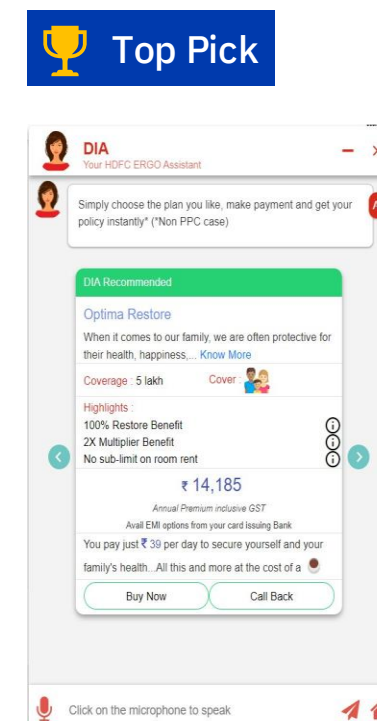 Top Pick
DIA
Your HDFC ERGO Assistant
Simply choose the plan you like, make payment and get your
policy instantly* (*Non PPC case)
DIA Recommended
Optima Restore
When it comes to our family, we are often protective for
their health, happiness,... Know More
Coverage : 5 lakh Cover :
Highlights :
100% Restore Benefit
2X Multiplier Benefit
No sub-limit on room rent
₹ 14,185
Annual Premium inclusive GST
Avail EMI options from your card issuing Bank
You pay just ₹ 39 per day to secure yourself and your
family's health...All this and more at the cost of a
Buy Now Call Back
Click on the microphone to speak